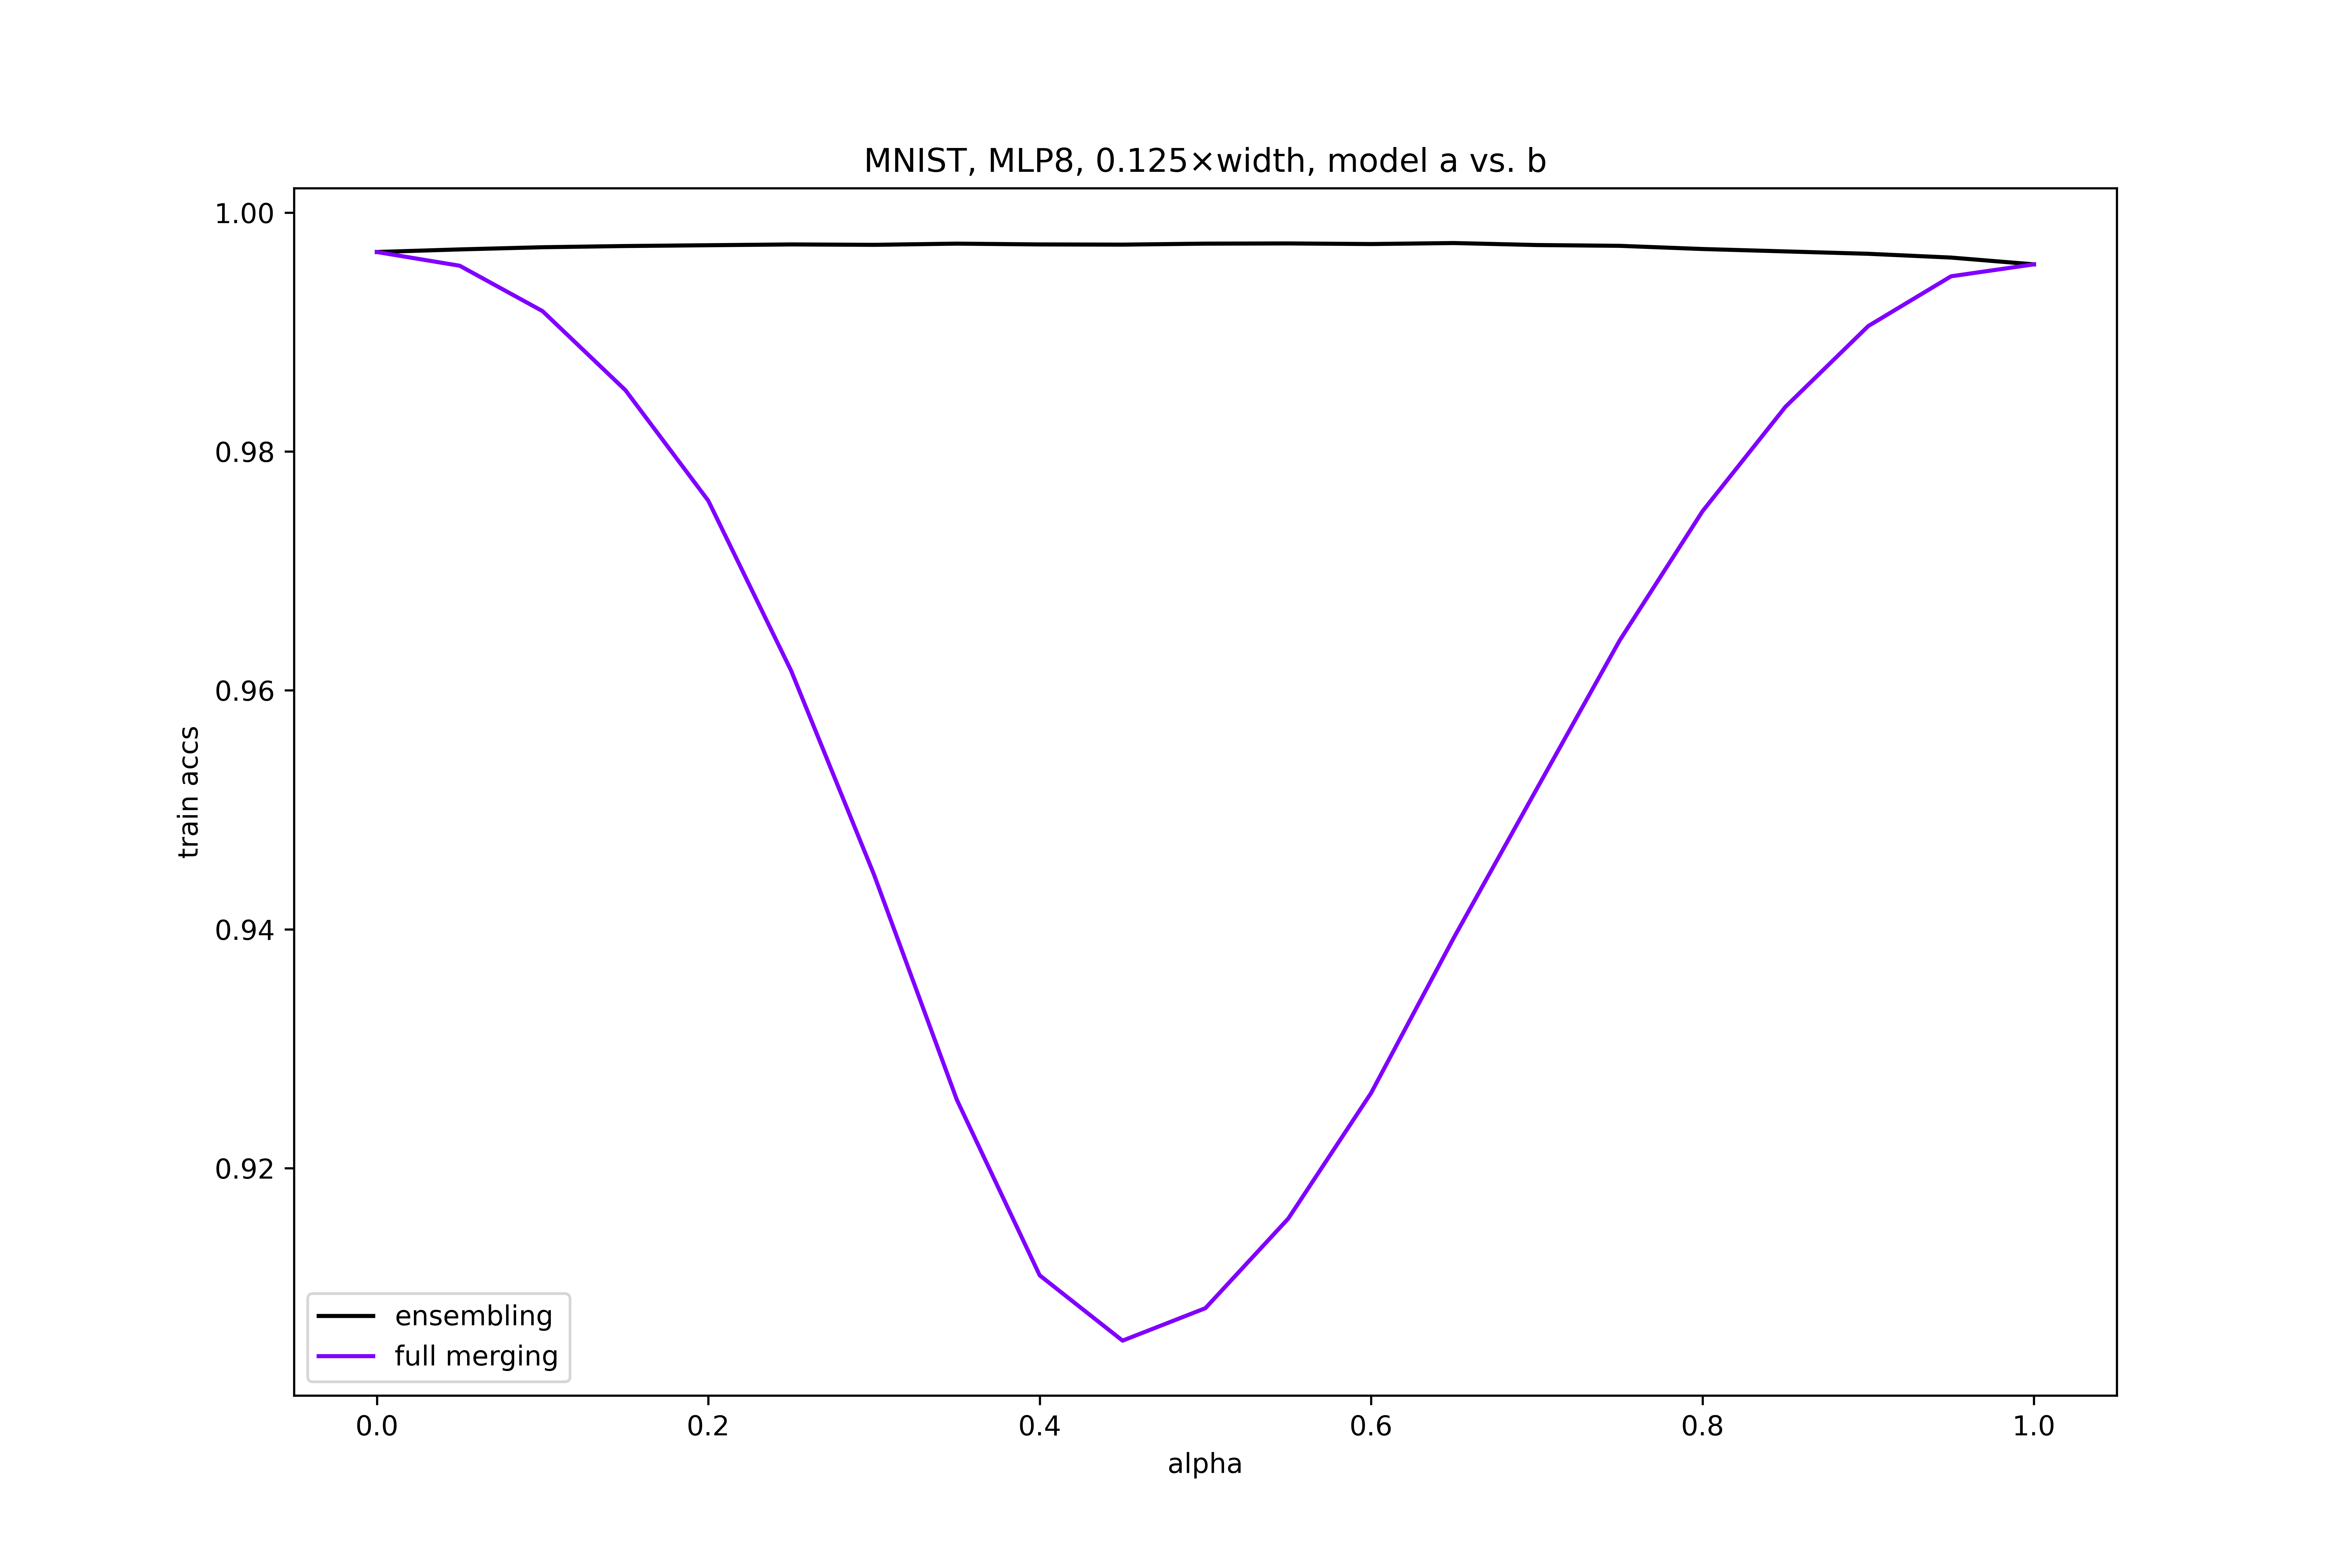 MNIST, MLP8, 0.125×width, model a vs. b
1.00
0.98
0.96
0.94
0.92
train accs
ensembling
full merging
0.0 0.2 0.4 0.6 0.8 1.0
alpha